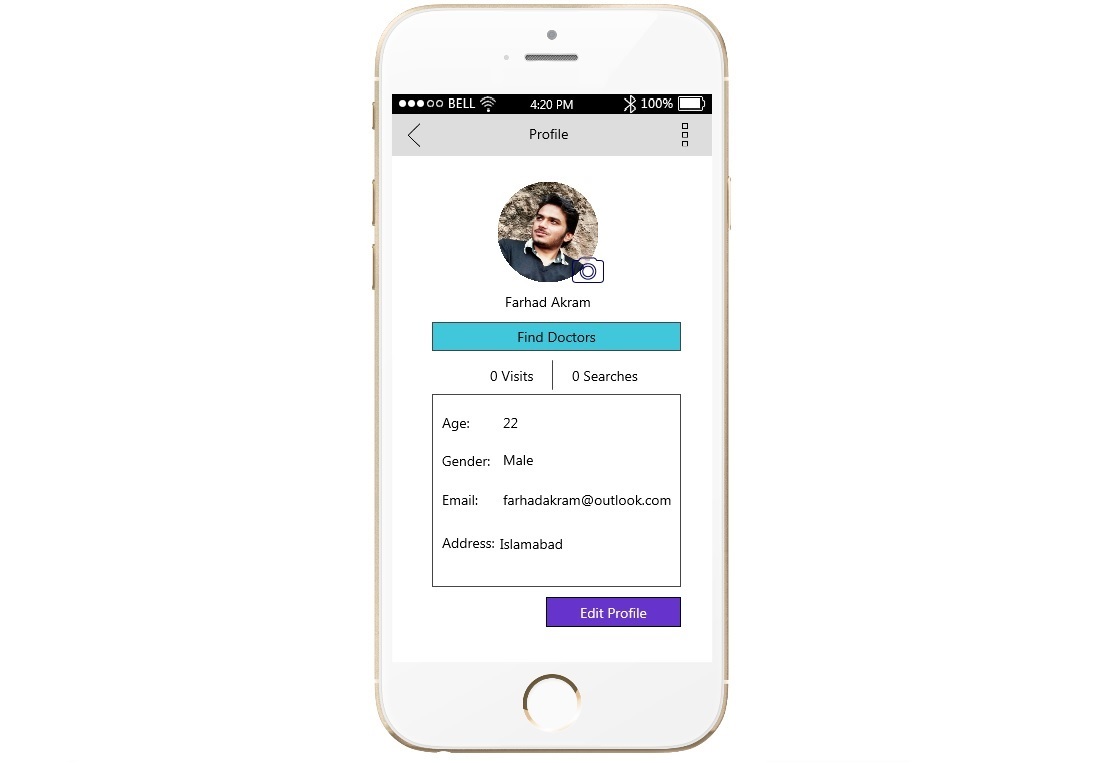 BELL 4:20 PM 100%
Profile
Farhad Akram
Find Doctors
0 Visits 0 Searches
Age: 22
Gender: Male
Email: farhadakram@outlook.com
Address: Islamabad
Edit Profile